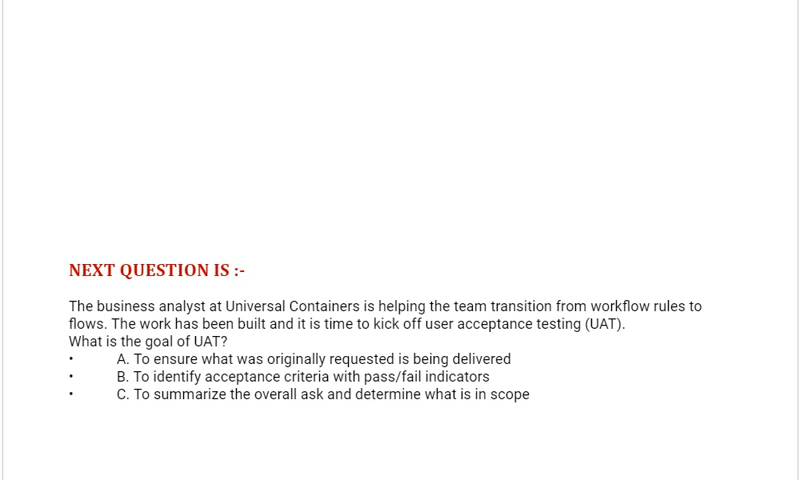 NEXT QUESTION IS :-
The business analyst at Universal Containers is helping the team transition from workflow rules to
flows. The work has been built and it is time to kick off user acceptance testing (UAT).
What is the goal of UAT?
• A. To ensure what was originally requested is being delivered
• B. To identify acceptance criteria with pass/fail indicators
• C. To summarize the overall ask and determine what is in scope